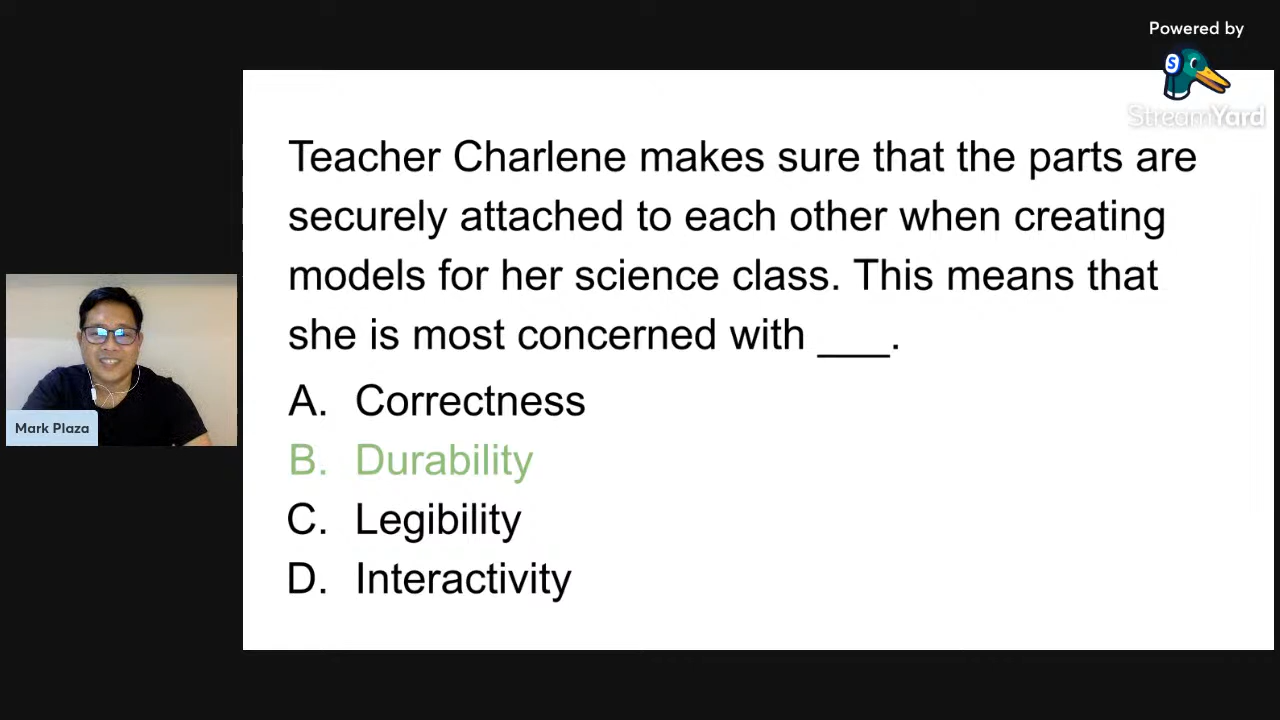 Powered by
StreamYard
Teacher Charlene makes sure that the parts are
securely attached to each other when creating
models for her science class. This means that
she is most concerned with ___.
A. Correctness
B. Durability
C. Legibility
D. Interactivity
Mark Plaza